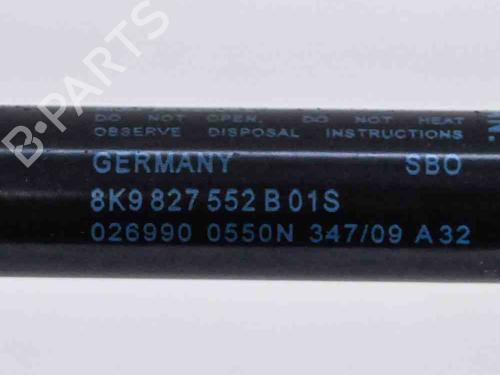 DO NOT OPEN. DO NOT HEAT
OBSERVE DISPOSAL INSTRUCTIONS
GERMANY SBO
8K9 827 552 B 01S
026990 0550N 347/09 A 32
B-PARTS